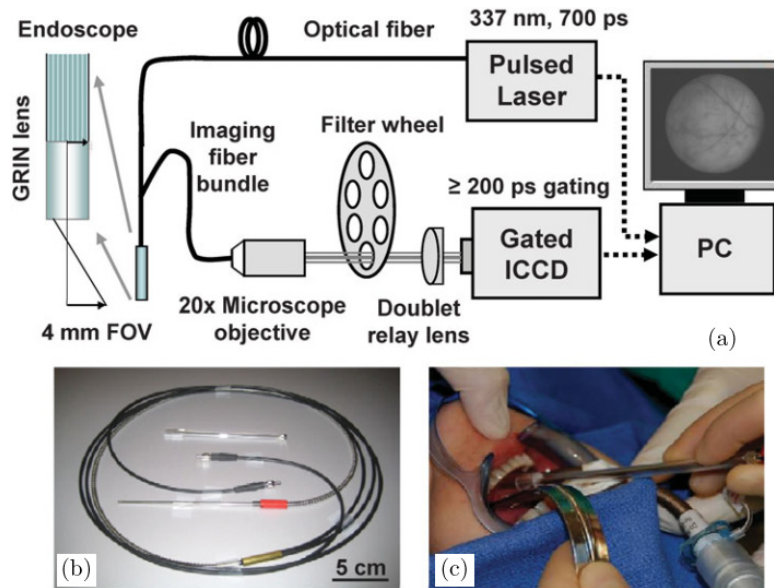 Endoscope
Optical fiber
337 nm, 700 ps
Pulsed
Laser
GRIN lens
Imaging
fiber
bundle
Filter wheel
≥ 200 ps gating
Gated
ICCD
PC
20x Microscope
objective
Doublet
relay lens
4 mm FOV
(a)
(b)
5 cm
(c)